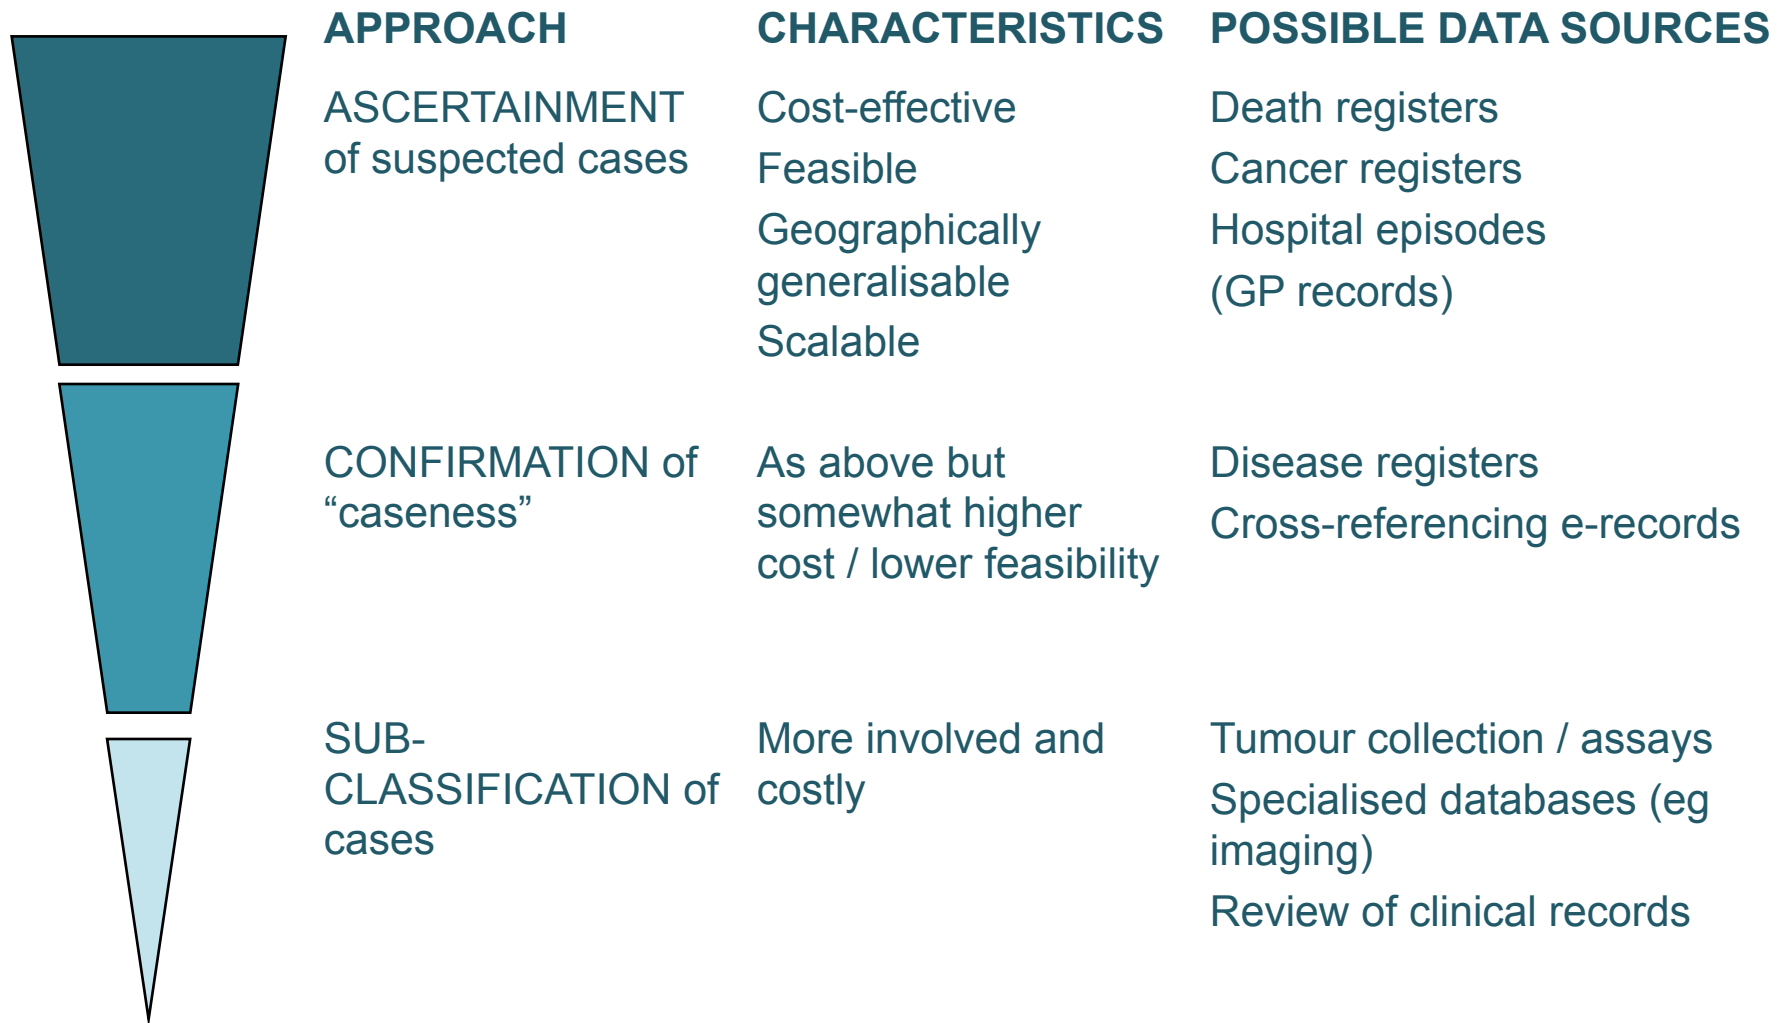 APPROACH
CHARACTERISTICS
POSSIBLE DATA SOURCES
ASCERTAINMENT
of suspected cases
Cost-effective
Feasible
Geographically
generalisable
Scalable
Death registers
Cancer registers
Hospital episodes
(GP records)
CONFIRMATION of
“caseness”
As above but
somewhat higher
cost / lower feasibility
Disease registers
Cross-referencing e-records
SUB-
CLASSIFICATION of
cases
More involved and
costly
Tumour collection / assays
Specialised databases (eg
imaging)
Review of clinical records